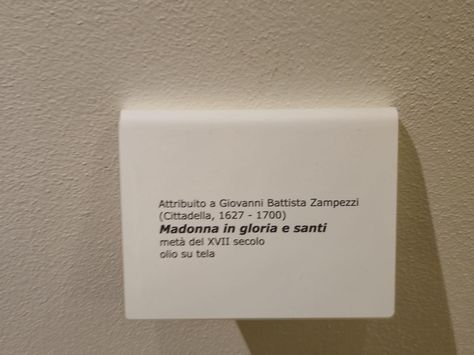 Attribuito a Giovanni Battista Zampezzi
(Cittadella, 1627 - 1700)
Madonna in gloria e santi
metà del XVII secolo
olio su tela